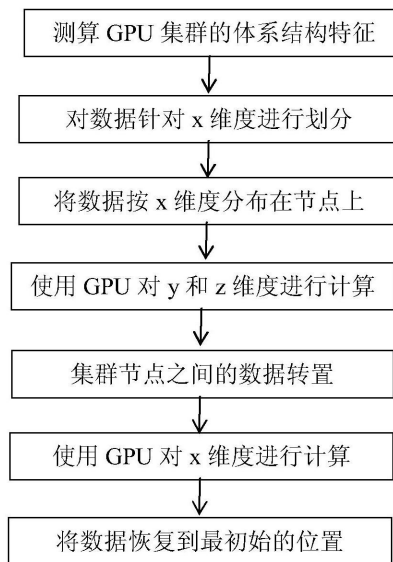 测算 GPU 集群的体系结构特征
对数据针对 x 维度进行划分
将数据按 x 维度分布在节点上
使用 GPU 对 y 和 z 维度进行计算
集群节点之间的数据转置
使用 GPU 对 x 维度进行计算
将数据恢复到最初始的位置